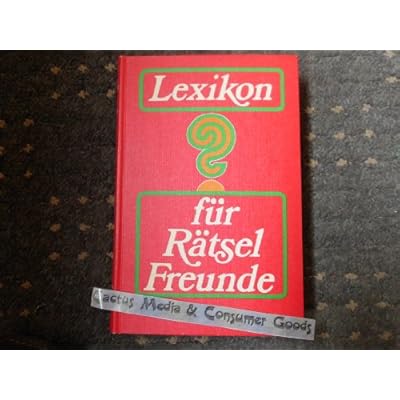 Lexikon
für
Rätsel
Freunde
Cactus Media & Consumer Goods